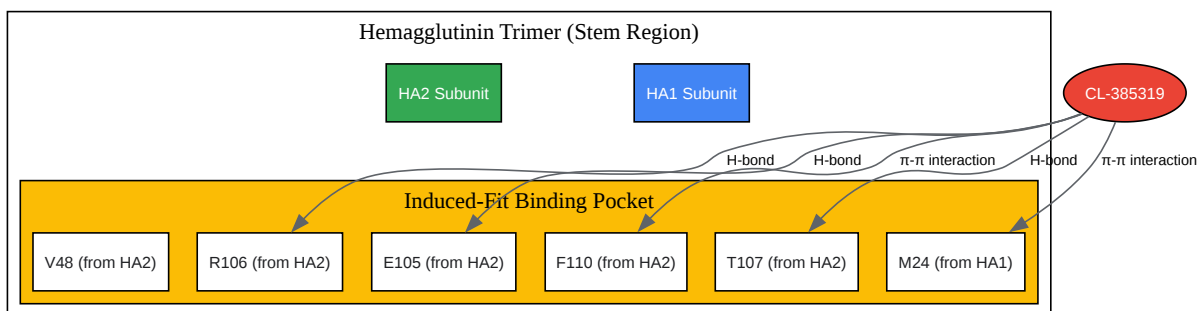 Hemagglutinin Trimer (Stem Region)
HA2 Subunit
HA1 Subunit
CL-385319
H-bond
H-bond
π-π interaction
H-bond
π-π interaction
Induced-Fit Binding Pocket
V48 (from HA2)
R106 (from HA2)
E105 (from HA2)
F110 (from HA2)
T107 (from HA2)
M24 (from HA1)